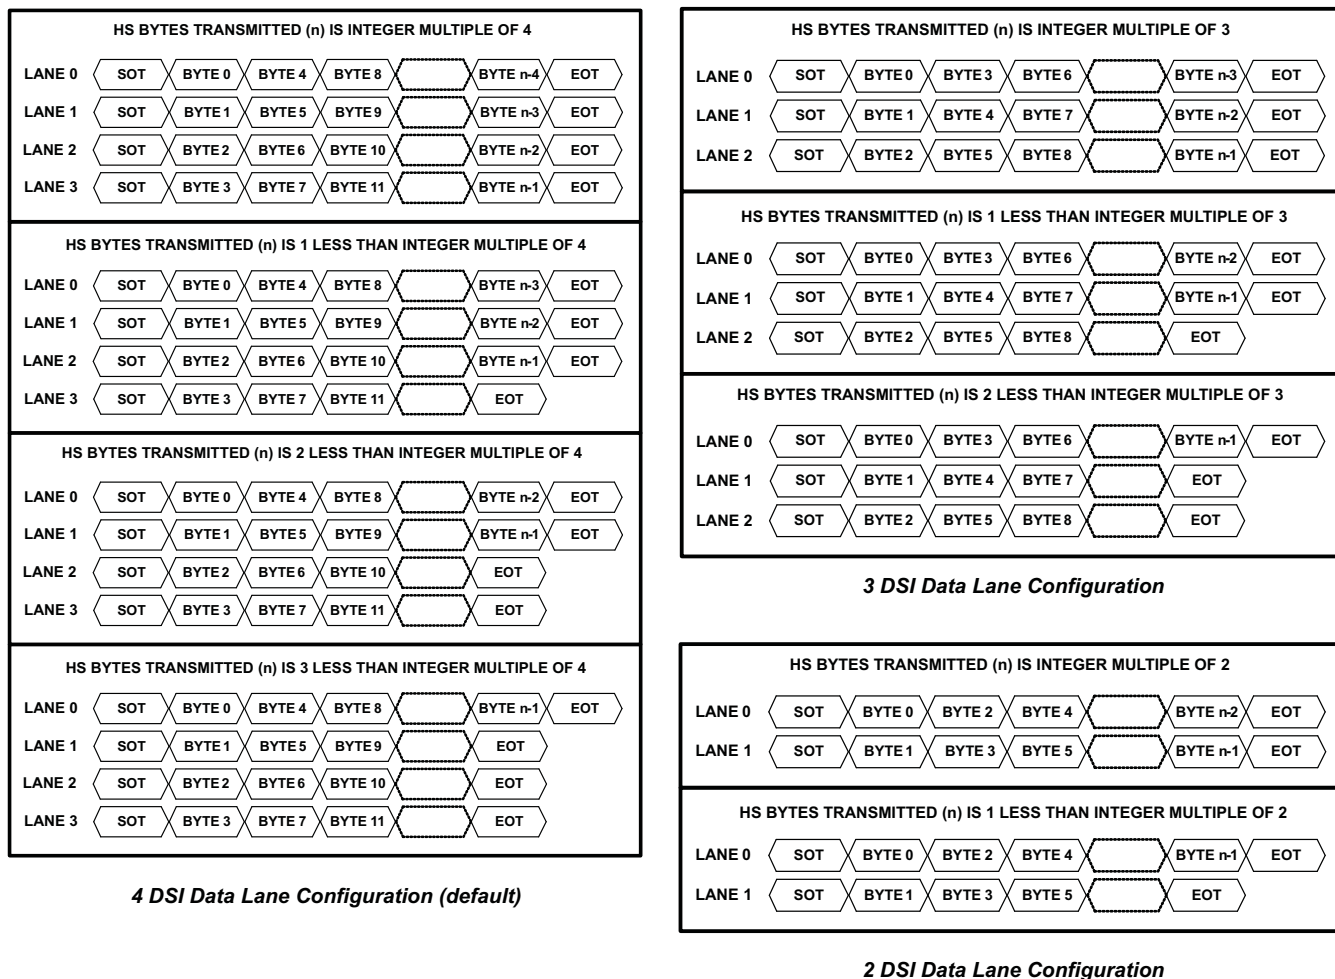 HS BYTES TRANSMITTED (n) IS INTEGER MULTIPLE OF 4
LANE 0 SOT BYTE 0 BYTE 4 BYTE 8 BYTE n-4 EOT
LANE 1 SOT BYTE 1 BYTE 5 BYTE 9 BYTE n-3 EOT
LANE 2 SOT BYTE 2 BYTE 6 BYTE 10 BYTE n-2 EOT
LANE 3 SOT BYTE 3 BYTE 7 BYTE 11 BYTE n-1 EOT
HS BYTES TRANSMITTED (n) IS 1 LESS THAN INTEGER MULTIPLE OF 4
LANE 0 SOT BYTE 0 BYTE 4 BYTE 8 BYTE n-3 EOT
LANE 1 SOT BYTE 1 BYTE 5 BYTE 9 BYTE n-2 EOT
LANE 2 SOT BYTE 2 BYTE 6 BYTE 10 BYTE n-1 EOT
LANE 3 SOT BYTE 3 BYTE 7 BYTE 11 EOT
HS BYTES TRANSMITTED (n) IS 2 LESS THAN INTEGER MULTIPLE OF 4
LANE 0 SOT BYTE 0 BYTE 4 BYTE 8 BYTE n-2 EOT
LANE 1 SOT BYTE 1 BYTE 5 BYTE 9 BYTE n-1 EOT
LANE 2 SOT BYTE 2 BYTE 6 BYTE 10 EOT
LANE 3 SOT BYTE 3 BYTE 7 BYTE 11 EOT
HS BYTES TRANSMITTED (n) IS 3 LESS THAN INTEGER MULTIPLE OF 4
LANE 0 SOT BYTE 0 BYTE 4 BYTE 8 BYTE n-1 EOT
LANE 1 SOT BYTE 1 BYTE 5 BYTE 9 EOT
LANE 2 SOT BYTE 2 BYTE 6 BYTE 10 EOT
LANE 3 SOT BYTE 3 BYTE 7 BYTE 11 EOT
4 DSI Data Lane Configuration (default)
HS BYTES TRANSMITTED (n) IS INTEGER MULTIPLE OF 3
LANE 0 SOT BYTE 0 BYTE 3 BYTE 6 BYTE n-3 EOT
LANE 1 SOT BYTE 1 BYTE 4 BYTE 7 BYTE n-2 EOT
LANE 2 SOT BYTE 2 BYTE 5 BYTE 8 BYTE n-1 EOT
HS BYTES TRANSMITTED (n) IS 1 LESS THAN INTEGER MULTIPLE OF 3
LANE 0 SOT BYTE 0 BYTE 3 BYTE 6 BYTE n-2 EOT
LANE 1 SOT BYTE 1 BYTE 4 BYTE 7 BYTE n-1 EOT
LANE 2 SOT BYTE 2 BYTE 5 BYTE 8 EOT
HS BYTES TRANSMITTED (n) IS 2 LESS THAN INTEGER MULTIPLE OF 3
LANE 0 SOT BYTE 0 BYTE 3 BYTE 6 BYTE n-1 EOT
LANE 1 SOT BYTE 1 BYTE 4 BYTE 7 EOT
LANE 2 SOT BYTE 2 BYTE 5 BYTE 8 EOT
3 DSI Data Lane Configuration
HS BYTES TRANSMITTED (n) IS INTEGER MULTIPLE OF 2
LANE 0 SOT BYTE 0 BYTE 2 BYTE 4 BYTE n-2 EOT
LANE 1 SOT BYTE 1 BYTE 3 BYTE 5 BYTE n-1 EOT
HS BYTES TRANSMITTED (n) IS 1 LESS THAN INTEGER MULTIPLE OF 2
LANE 0 SOT BYTE 0 BYTE 2 BYTE 4 BYTE n-1 EOT
LANE 1 SOT BYTE 1 BYTE 3 BYTE 5 EOT
2 DSI Data Lane Configuration